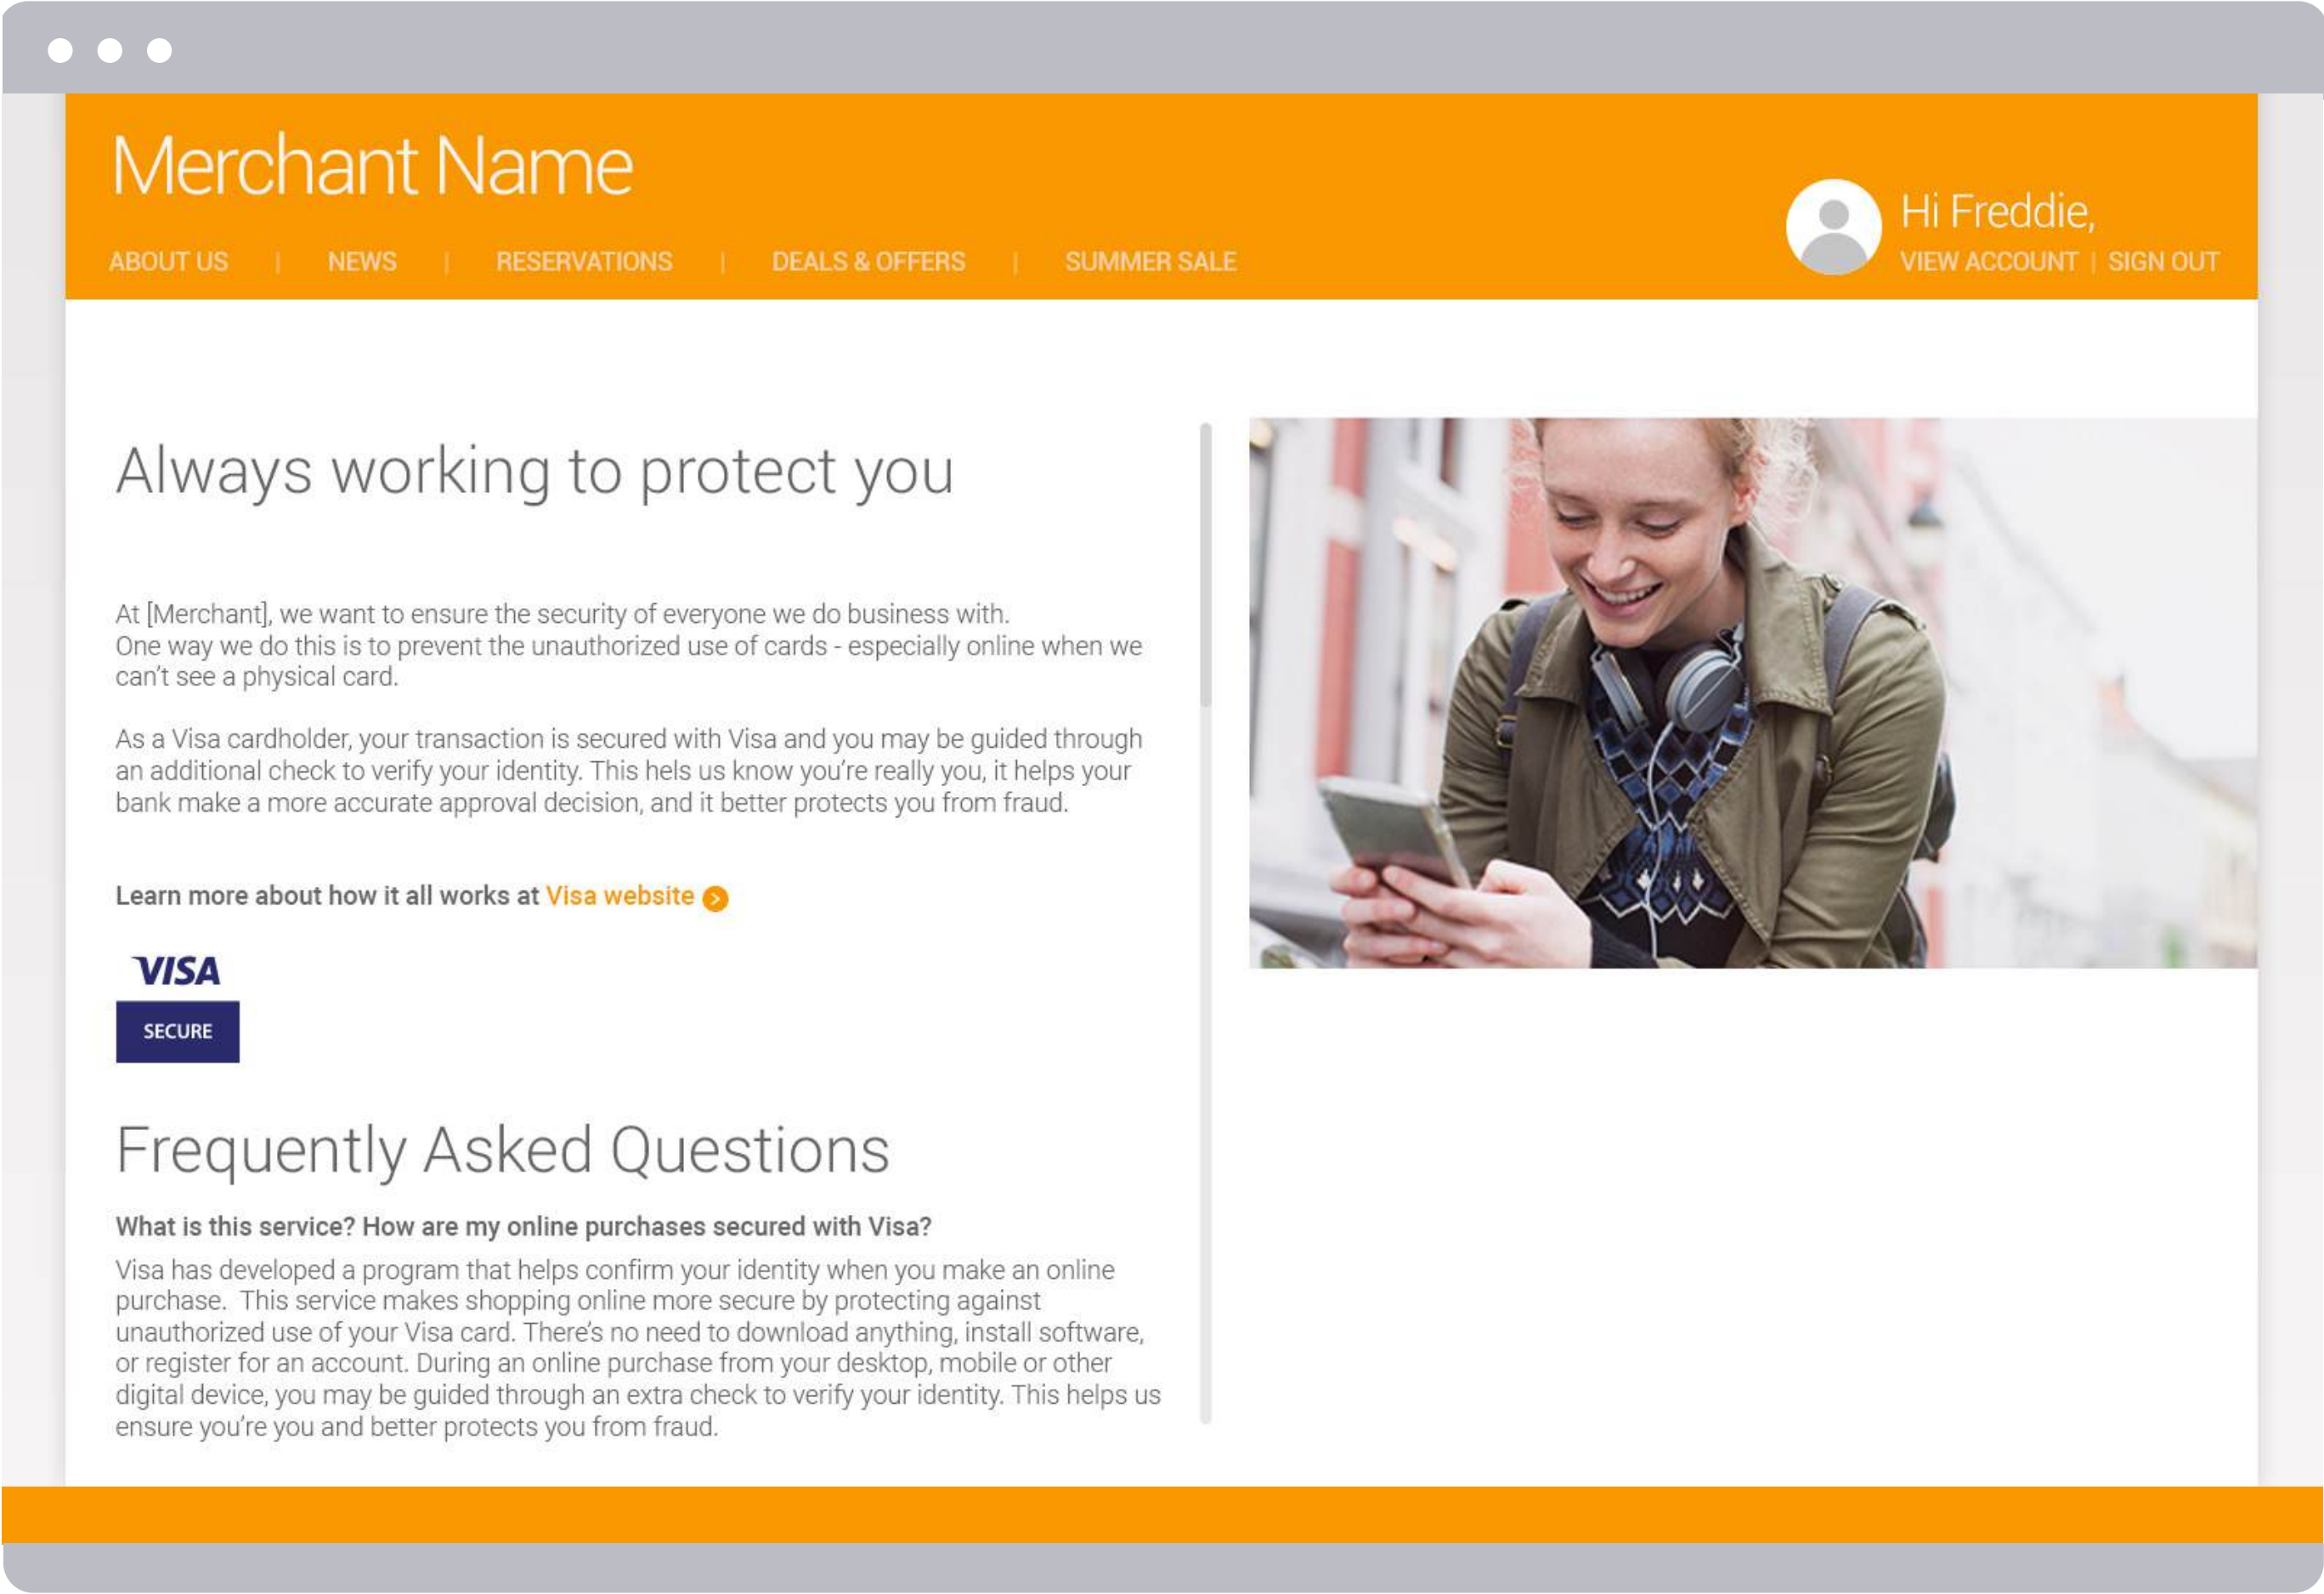 Merchant Name
Hi Freddie,
ABOUT US | NEWS | RESERVATIONS | DEALS & OFFERS | SUMMER SALE
VIEW ACCOUNT | SIGN OUT
Always working to protect you
At [Merchant], we want to ensure the security of everyone we do business with.
One way we do this is to prevent the unauthorized use of cards - especially online when we
can't see a physical card.
As a Visa cardholder, your transaction is secured with Visa and you may be guided through
an additional check to verify your identity. This hels us know you're really you, it helps your
bank make a more accurate approval decision, and it better protects you from fraud.
Learn more about how it all works at Visa website
VISA
SECURE
Frequently Asked Questions
What is this service? How are my online purchases secured with Visa?
Visa has developed a program that helps confirm your identity when you make an online
purchase.  This service makes shopping online more secure by protecting against
unauthorized use of your Visa card. There's no need to download anything, install software,
or register for an account. During an online purchase from your desktop, mobile or other
digital device, you may be guided through an extra check to verify your identity. This helps us
ensure you're you and better protects you from fraud.